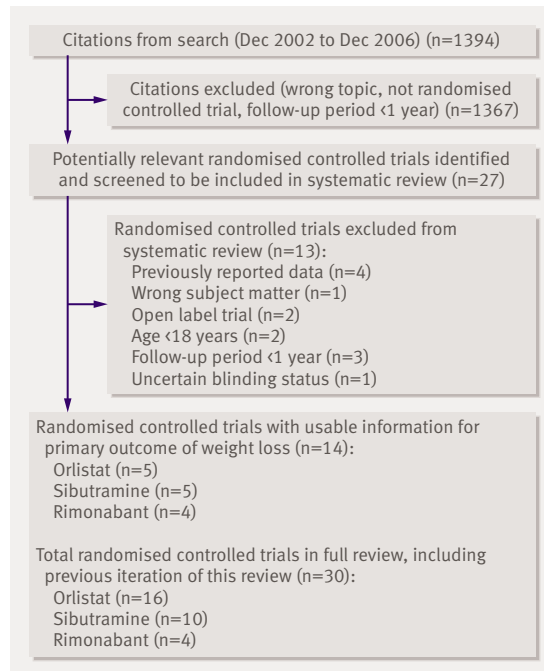 Citations from search (Dec 2002 to Dec 2006) (n=1394)
Citations excluded (wrong topic, not randomised
controlled trial, follow-up period <1 year) (n=1367)
Potentially relevant randomised controlled trials identified
and screened to be included in systematic review (n=27)
Randomised controlled trials excluded from
systematic review (n=13):
Previously reported data (n=4)
Wrong subject matter (n=1)
Open label trial (n=2)
Age <18 years (n=2)
Follow-up period <1 year (n=3)
Uncertain blinding status (n=1)
Randomised controlled trials with usable information for
primary outcome of weight loss (n=14):
Orlistat (n=5)
Sibutramine (n=5)
Rimonabant (n=4)
Total randomised controlled trials in full review, including
previous iteration of this review (n=30):
Orlistat (n=16)
Sibutramine (n=10)
Rimonabant (n=4)